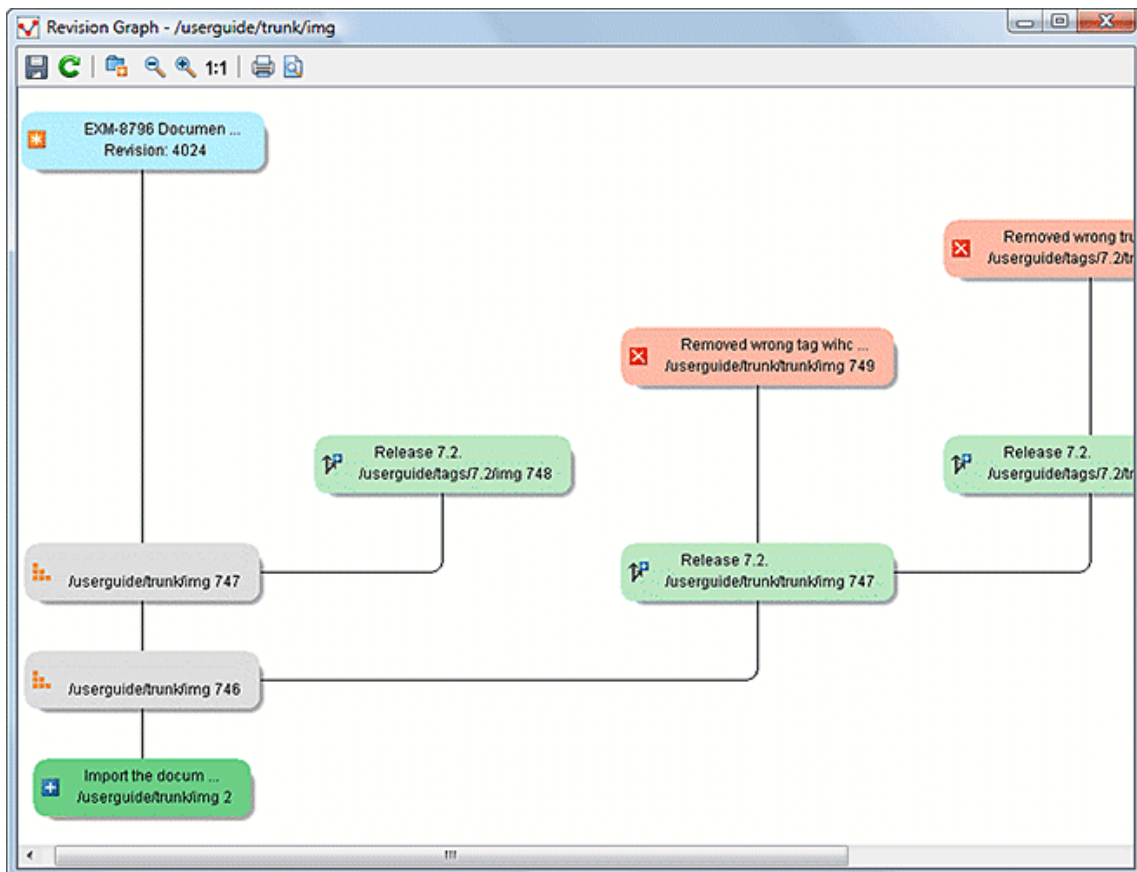 Revision Graph - /userguide/trunk/img
1:1
EXM-8796 Documen ...
Revision: 4024
Removed wrong tru
/userguide/tags/7.2/tr
Removed wrong tag wihc ...
/userguide/trunk/trunk/img 749
Release 7.2.
/userguide/tags/7.2/img 748
Release 7.2.
/userguide/tags/7.2/tr
/userguide/trunk/img 747
Release 7.2.
/userguide/trunk/trunk/img 747
/userguide/trunk/img 746
Import the docum ...
/userguide/trunk/img 2